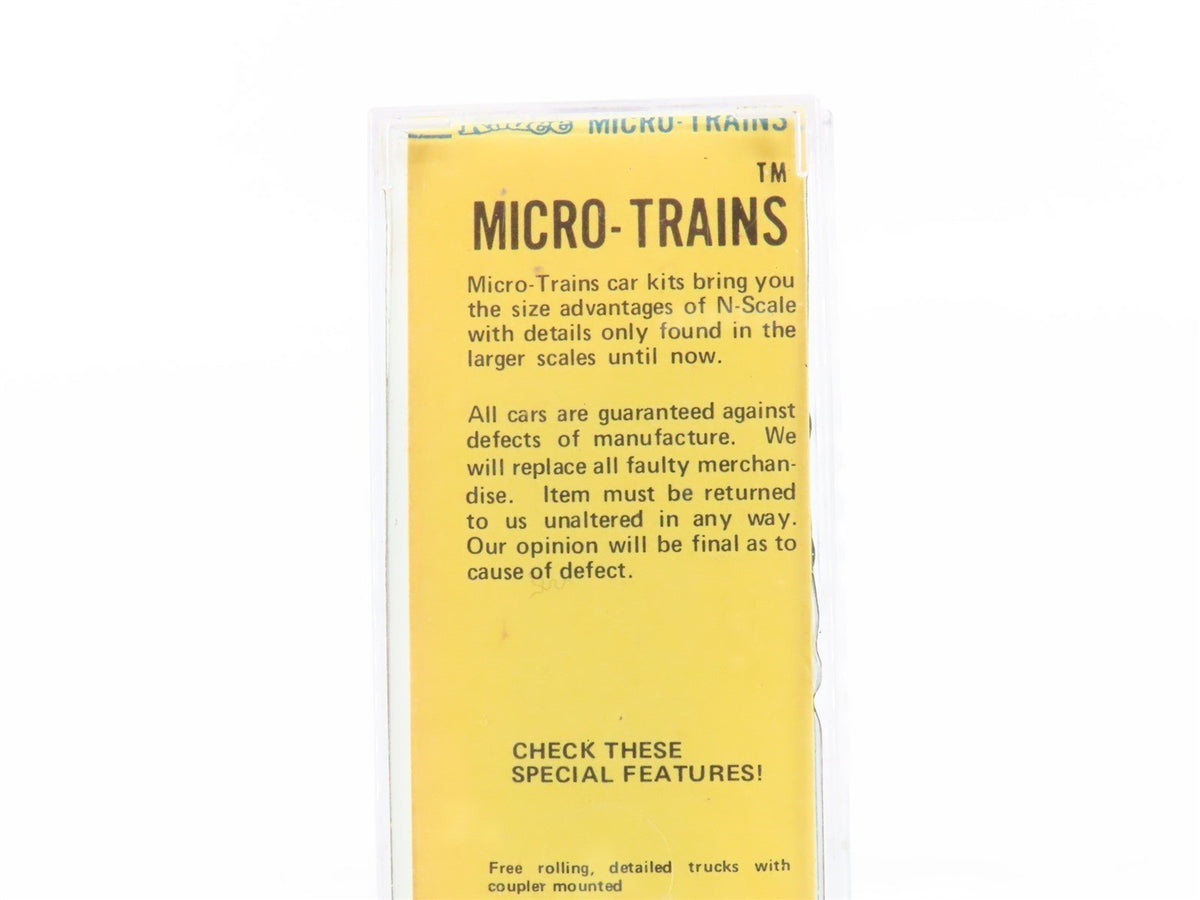 Kadee MICRO-TRAINS
TM
MICRO-TRAINS
Micro-Trains car kits bring you
the size advantages of N-Scale
with details only found in the
larger scales until now.
All cars are guaranteed against
defects of manufacture. We
will replace all faulty merchan-
dise. Item must be returned
to us unaltered in any way.
Our opinion will be final as to
cause of defect.
CHECK THESE
SPECIAL FEATURES!
Free rolling, detailed trucks with
coupler mounted